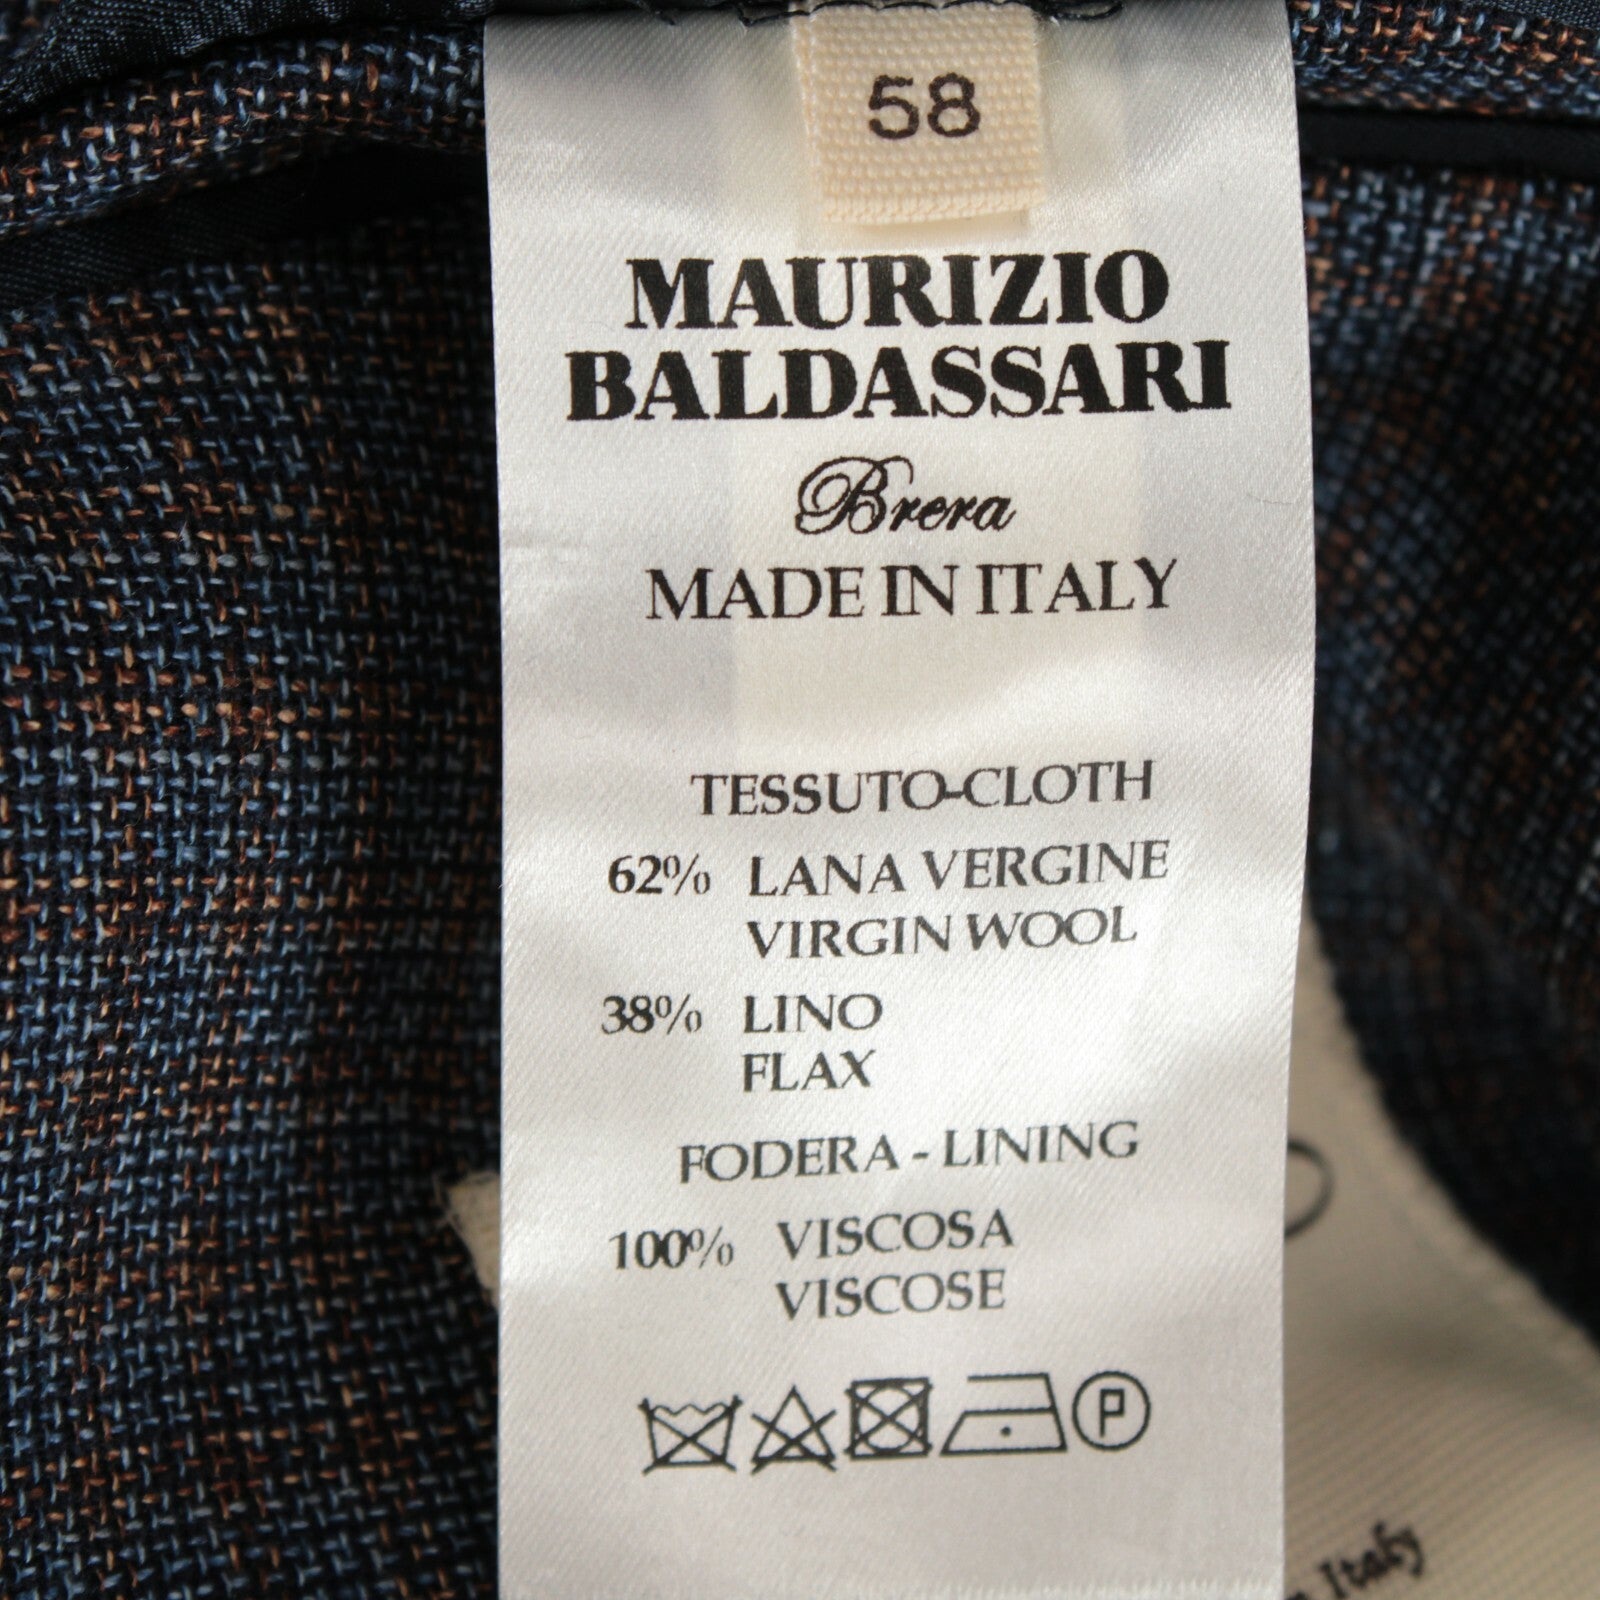 58
MAURIZIO
BALDASSARI
Brera
MADE IN ITALY
TESSUTO-CLOTH
62% LANA VERGINE
VIRGIN WOOL
38% LINO
FLAX
FODERA - LINING
100% VISCOSA
VISCOSE
P
Italy